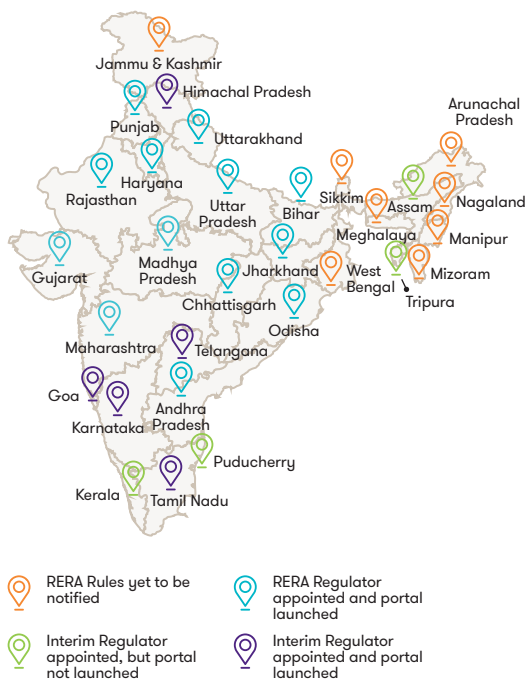 Jammu & Kashmir
Himachal Pradesh
Arunachal
Pradesh
Punjab
Uttarakhand
Haryana
Rajasthan
Uttar
Pradesh
Bihar
Sikkim
Assam
Nagaland
Meghalaya
Manipur
Gujarat
Madhya
Pradesh
Jharkhand
West
Bengal
Mizoram
Tripura
Chhattisgarh
Odisha
Maharashtra
Telangana
Goa
Karnataka
Andhra
Pradesh
Puducherry
Kerala
Tamil Nadu
RERA Rules yet to be
notified
RERA Regulator
appointed and portal
launched
Interim Regulator
appointed, but portal
not launched
Interim Regulator
appointed and portal
launched